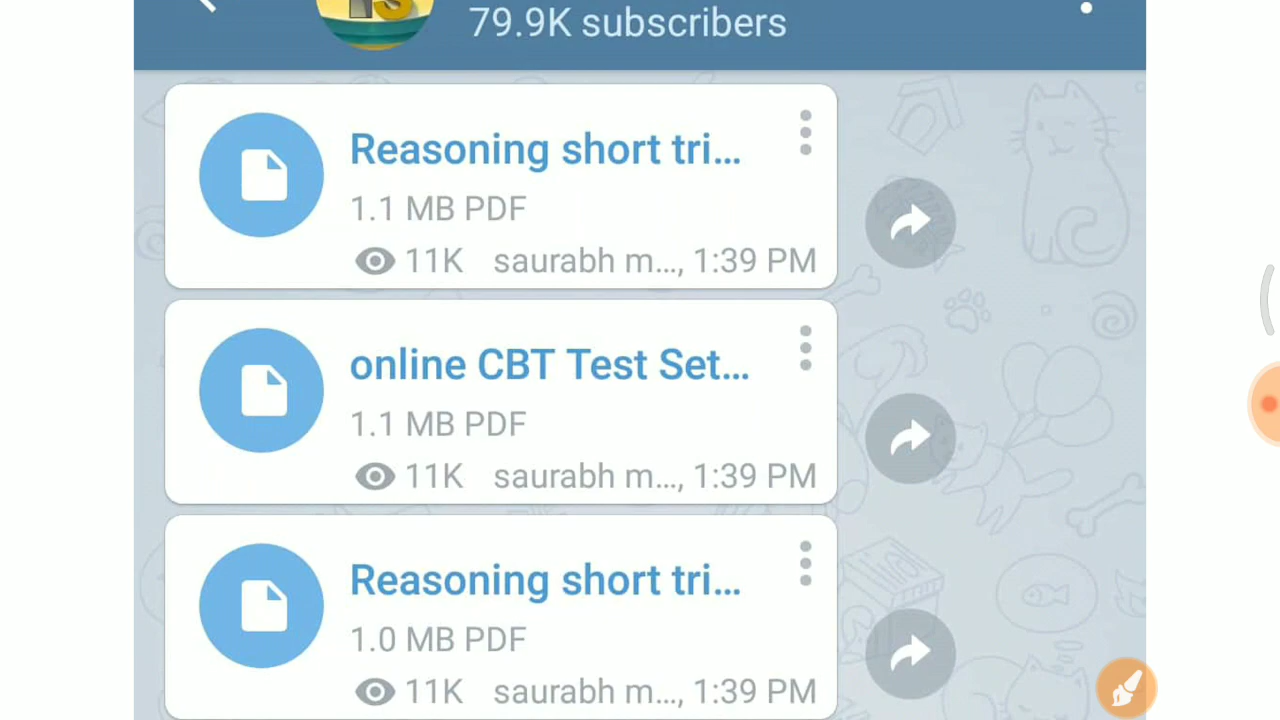 79.9K subscribers
Reasoning short tri...
1.1 MB PDF
11K saurabh m..., 1:39 PM
online CBT Test Set...
1.1 MB PDF
11K saurabh m..., 1:39 PM
Reasoning short tri...
1.0 MB PDF
11K saurabh m..., 1:39 PM